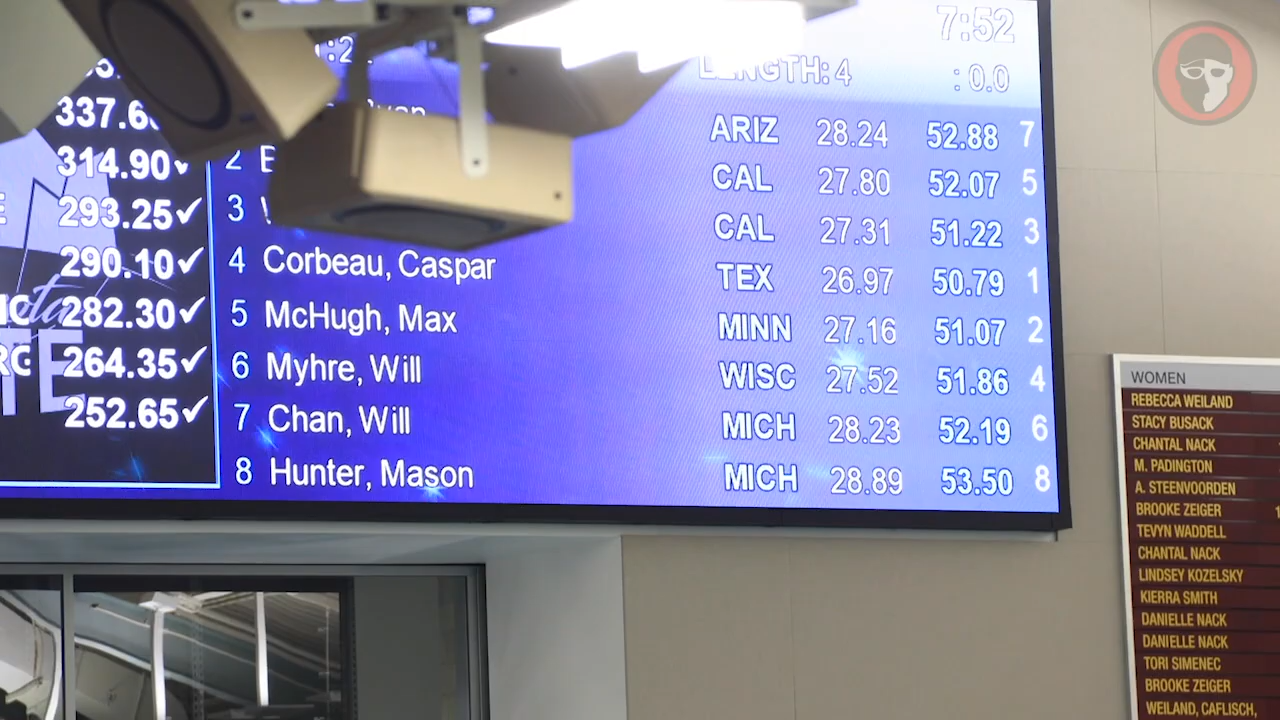 7:52
LENGTH: 4 :0.0
337.6
314.90✓
293.25✓
290.10✓
282.30✓
264.35✓
252.65✓
ARIZ 28.24 52.88 7
2 CAL 27.80 52.07 5
3 CAL 27.31 51.22 3
4 Corbeau, Caspar TEX 26.97 50.79 1
5 McHugh, Max MINN 27.16 51.07 2
6 Myhre, Will WISC 27.52 51.86 4
7 Chan, Will MICH 28.23 52.19 6
8 Hunter, Mason MICH 28.89 53.50 8
WOMEN
REBECCA WEILAND
STACY BUSACK
CHANTAL NACK
M. PADINGTON
A. STEENVOORDEN
BROOKE ZEIGER
TEVYN WADDELL
CHANTAL NACK
LINDSEY KOZELSKY
KIERRA SMITH
DANIELLE NACK
DANIELLE NACK
TORI SIMENEC
BROOKE ZEIGER
WEILAND, CAFLISCH,